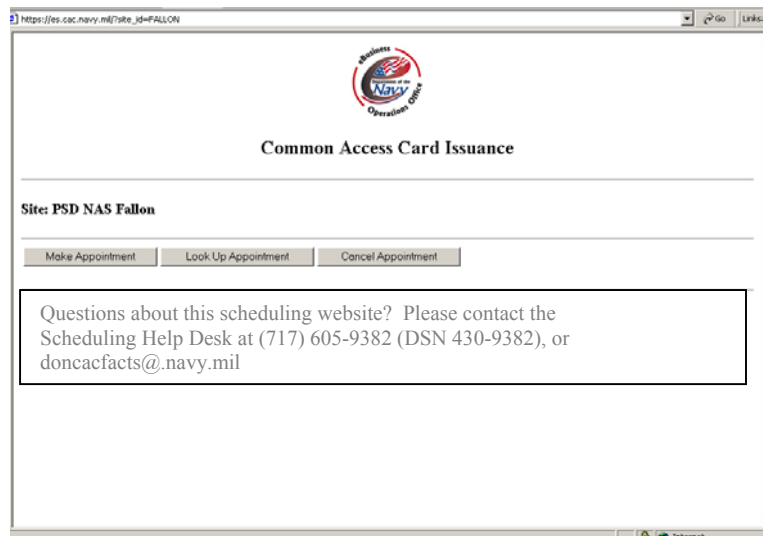 https://es.cac.navy.mil/?site_id=FALLON
Go
Links
eBusiness
Department of the
Navy
Operations Office
Common Access Card Issuance
Site: PSD NAS Fallon
Make Appointment
Look Up Appointment
Cancel Appointment
Questions about this scheduling website? Please contact the
Scheduling Help Desk at (717) 605-9382 (DSN 430-9382), or
doncacfacts@.navy.mil
Internet